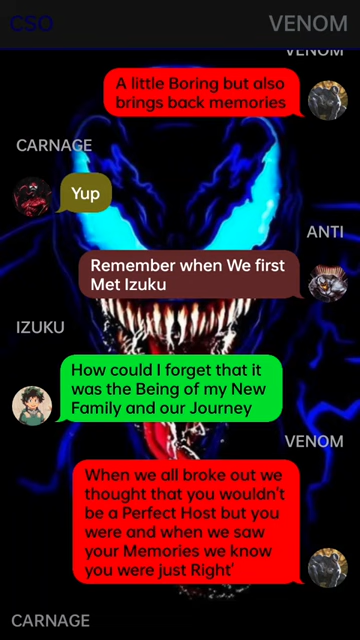 CSO
VENOM
VENOM
A little Boring but also
brings back memories
CARNAGE
Yup
ANTI
Remember when We first
Met Izuku
IZUKU
How could I forget that it
was the Being of my New
Family and our Journey
VENOM
When we all broke out we
thought that you wouldn't
be a Perfect Host but you
were and when we saw
your Memories we know
you were just Right'
CARNAGE